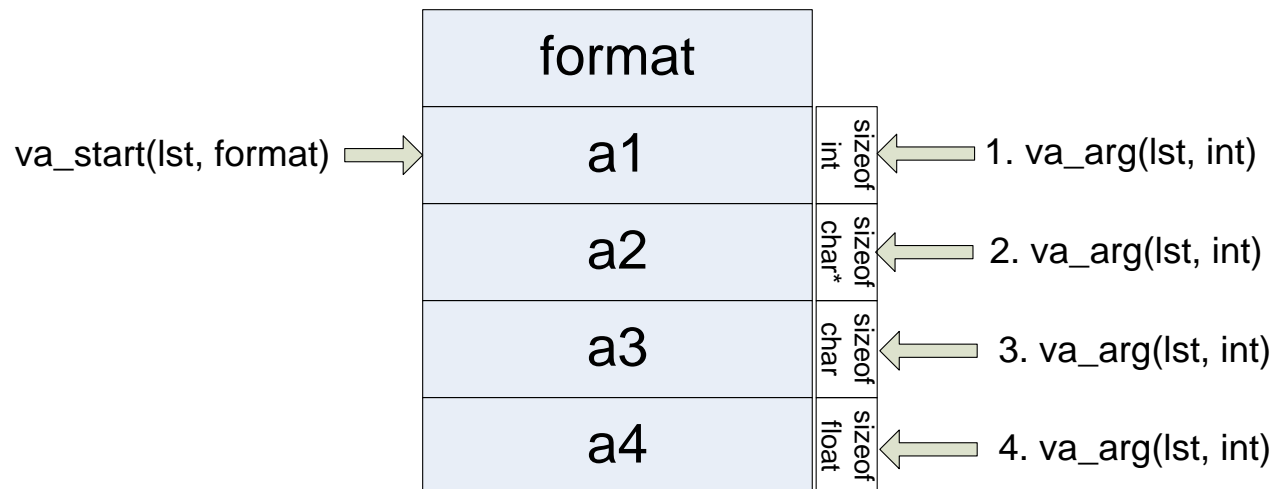 format
va_start(lst, format)
a1
sizeof
int
1. va_arg(lst, int)
a2
sizeof
char*
2. va_arg(lst, int)
a3
sizeof
char
3. va_arg(lst, int)
a4
sizeof
float
4. va_arg(lst, int)